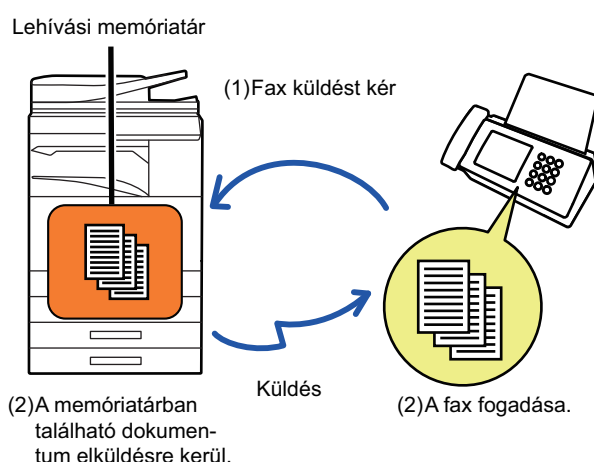 Lehívási memóriatár
(1)Fax küldést kér
Küldés
(2)A memóriatárban
található dokumen-
tum elküldésre kerül.
(2)A fax fogadása.